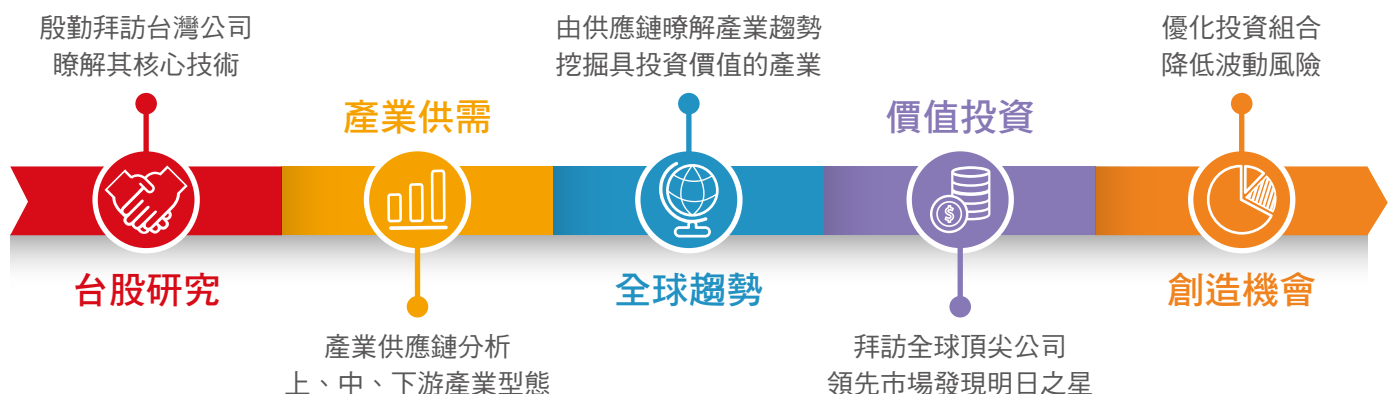 殷勤拜訪台灣公司
瞭解其核心技術
台股研究
產業供需
產業供應鏈分析
上、中、下游產業型態
由供應鏈瞭解產業趨勢
挖掘具投資價值的產業
全球趨勢
價值投資
$
拜訪全球頂尖公司
領先市場發現明日之星
優化投資組合
降低波動風險
創造機會